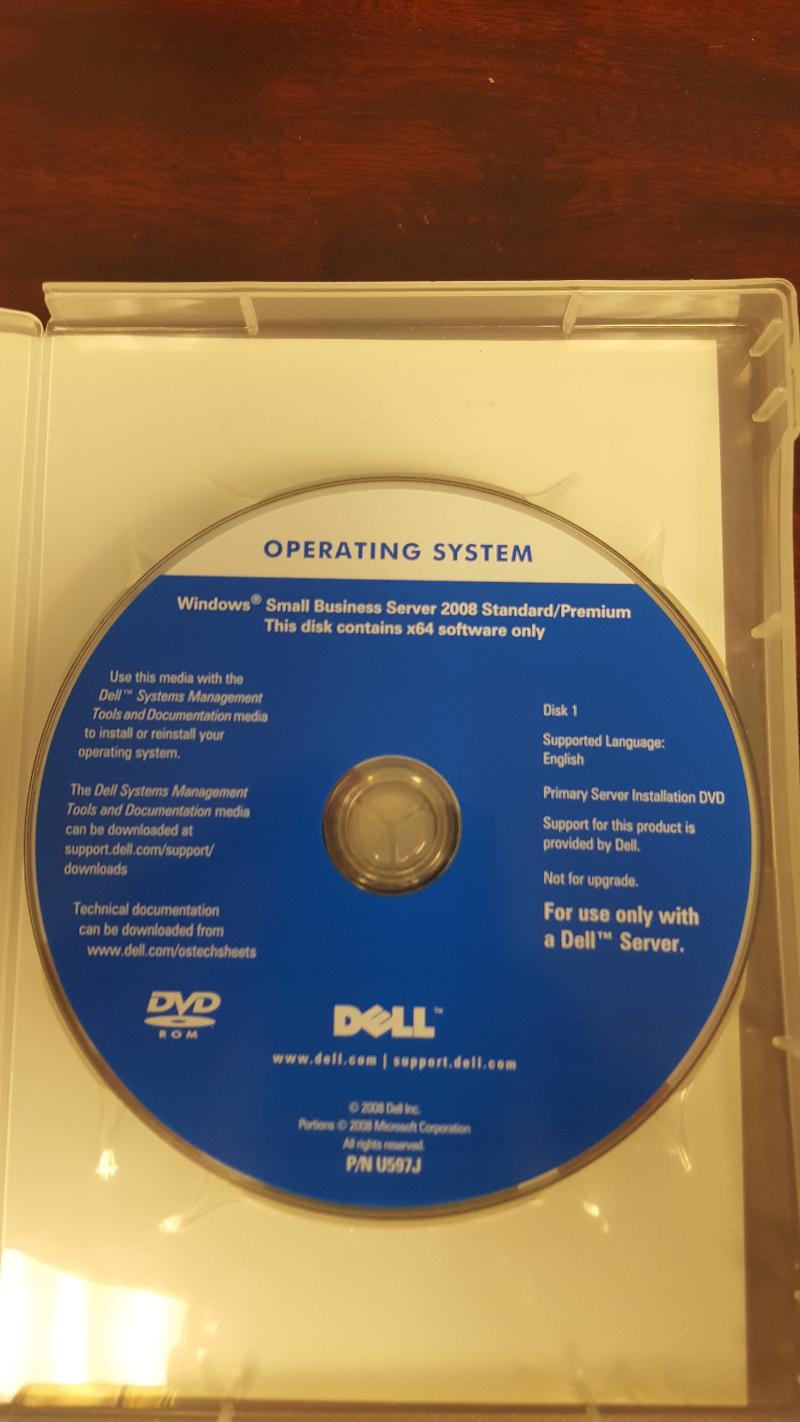 OPERATING SYSTEM
Windows® Small Business Server 2008 Standard/Premium
This disk contains x64 software only
Use this media with the
Dell™ Systems Management
Tools and Documentation media
to install or reinstall your
operating system.
The Dell Systems Management
Tools and Documentation media
can be downloaded at
support.dell.com/support/
downloads
Technical documentation
can be downloaded from
www.dell.com/ostechsheets
Disk 1
Supported Language:
English
Primary Server Installation DVD
Support for this product is
provided by Dell.
Not for upgrade.
For use only with
a Dell™ Server.
DVD
ROM
DELL™
www.dell.com | support.dell.com
© 2008 Dell Inc.
Portions © 2008 Microsoft Corporation
All rights reserved.
P/N U597J